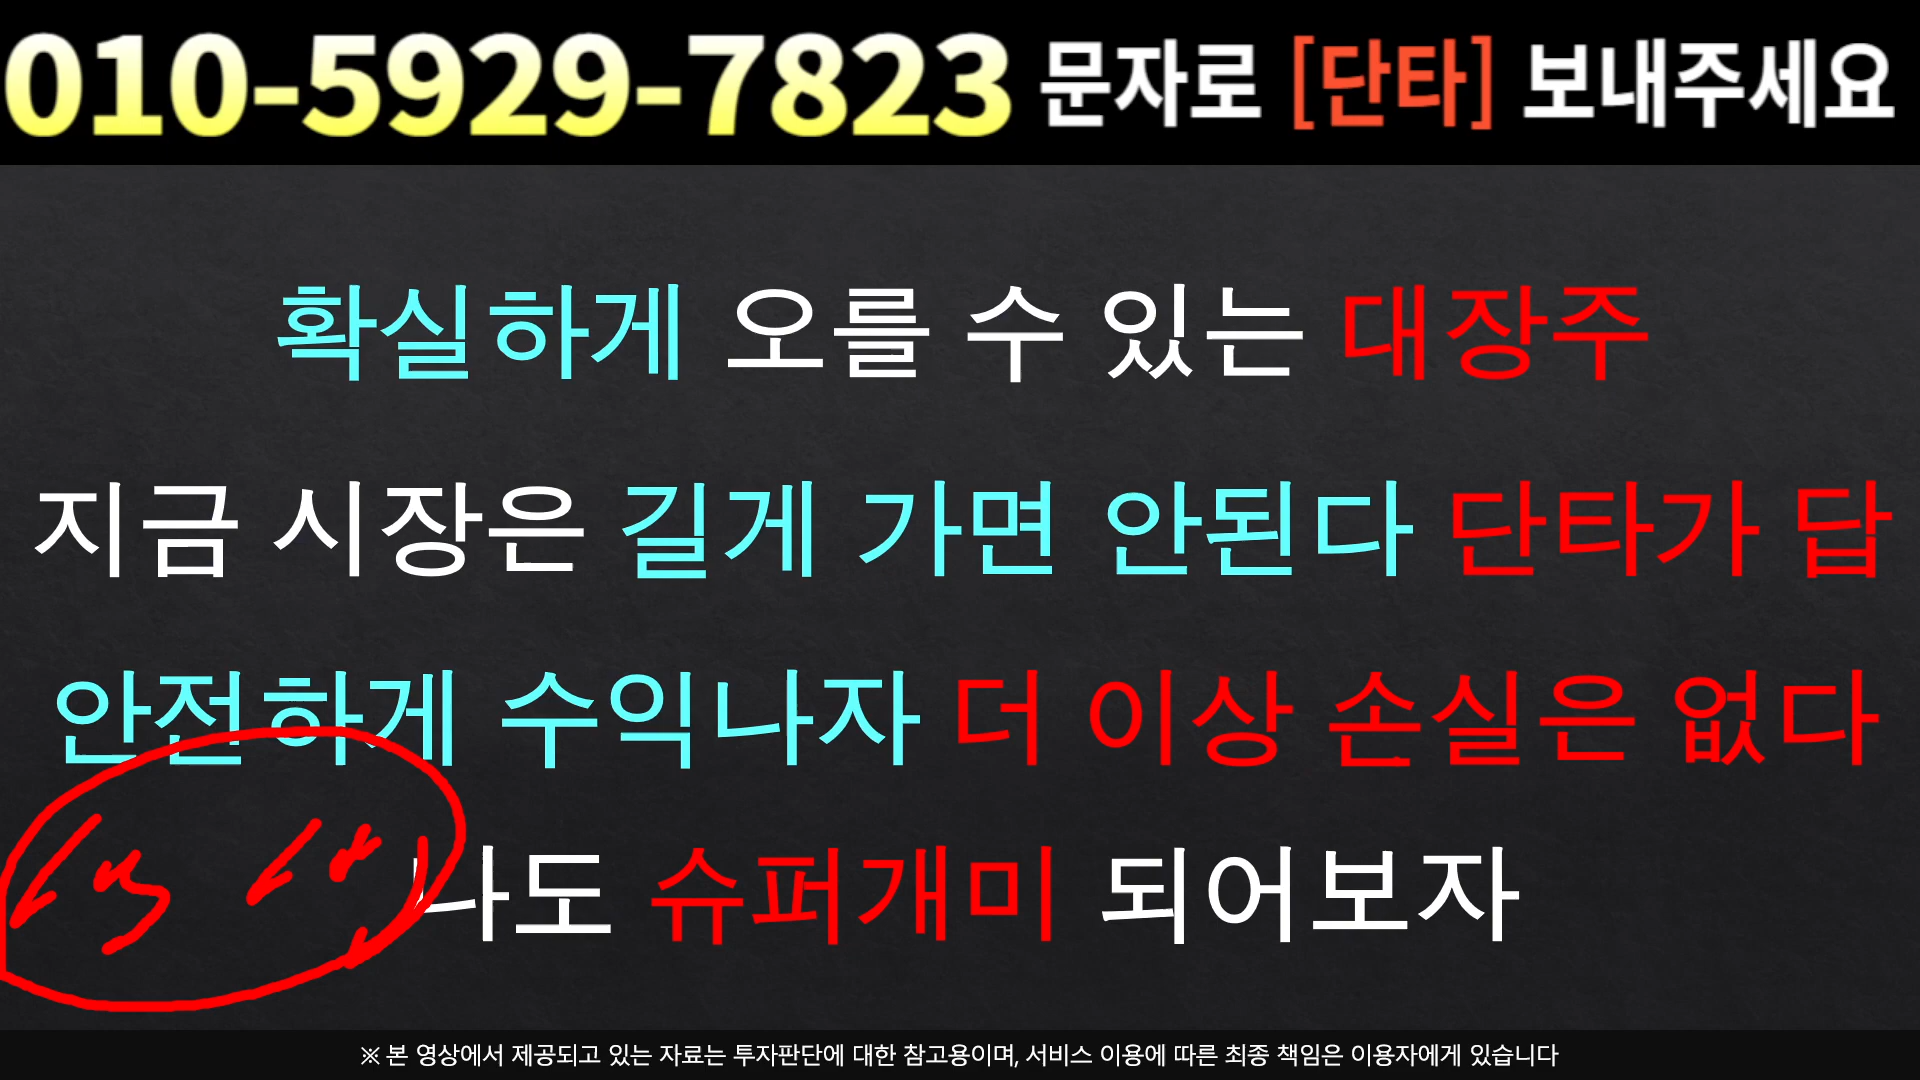 010-5929-7823 문자로 [단타] 보내주세요
확실하게 오를 수 있는 대장주
지금 시장은 길게 가면 안된다 단타가 답
안전하게 수익나자 더 이상 손실은 없다
나도 슈퍼개미 되어보자
※ 본 영상에서 제공되고 있는 자료는 투자판단에 대한 참고용이며, 서비스 이용에 따른 최종 책임은 이용자에게 있습니다